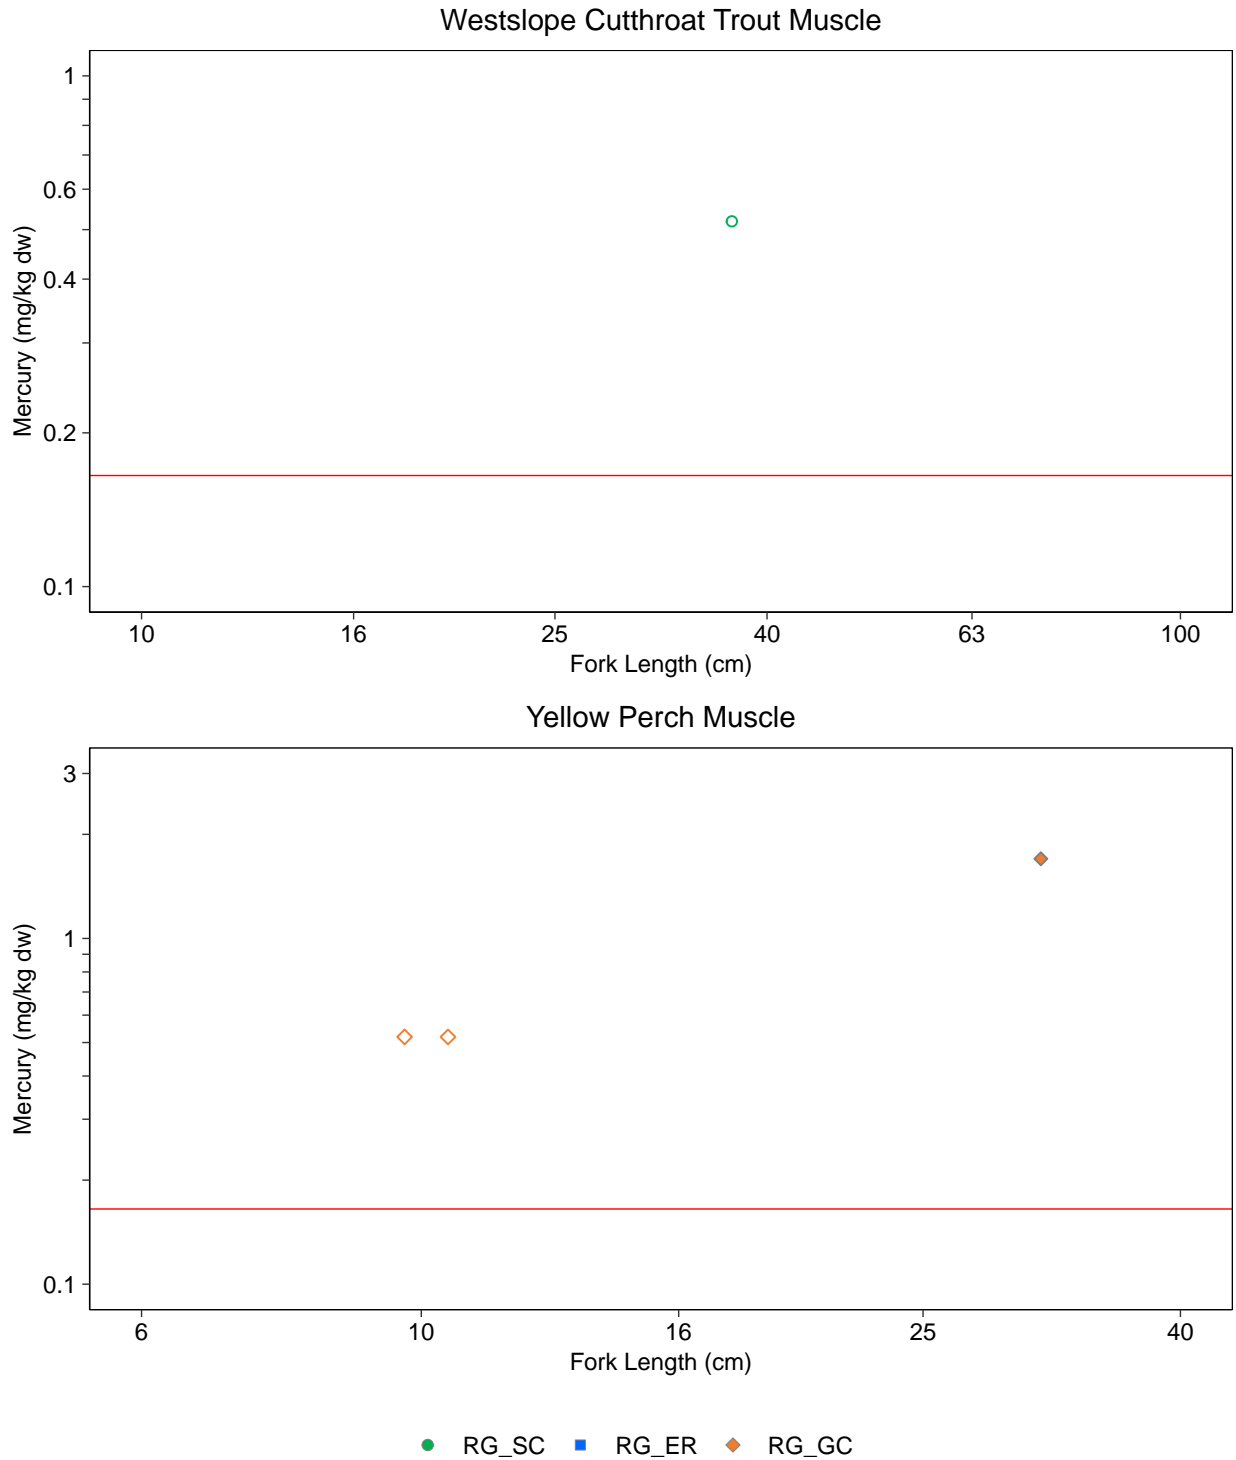 Westslope Cutthroat Trout Muscle
Mercury (mg/kg dw)
1
0.6
0.4
0.2
0.1
10 16 25 40 63 100
Fork Length (cm)
Yellow Perch Muscle
Mercury (mg/kg dw)
3
1
0.1
6 10 16 25 40
Fork Length (cm)
RG_SC RG_ER RG_GC